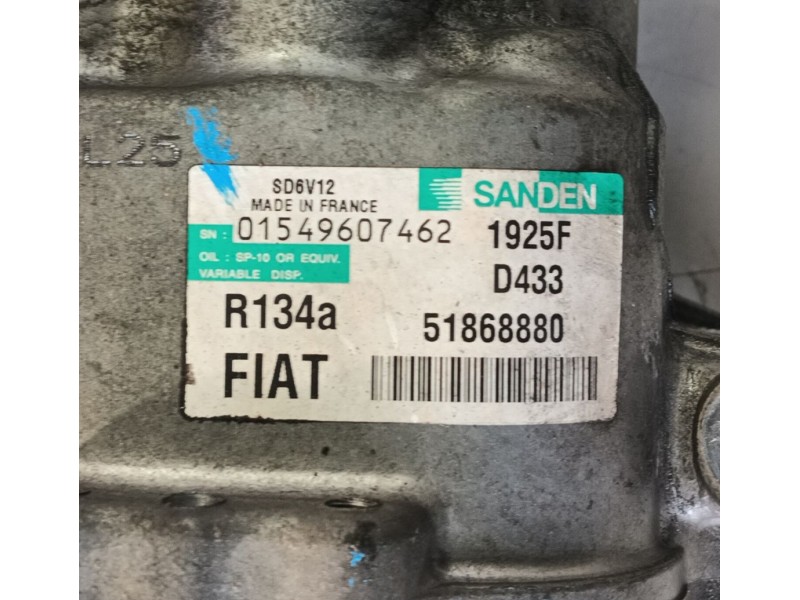 L25
SD6V12
MADE IN FRANCE
SANDEN
SN : 01549607462
1925F
OIL : SP-10 OR EQUIV.
VARIABLE DISP.
D433
R134a
51868880
FIAT